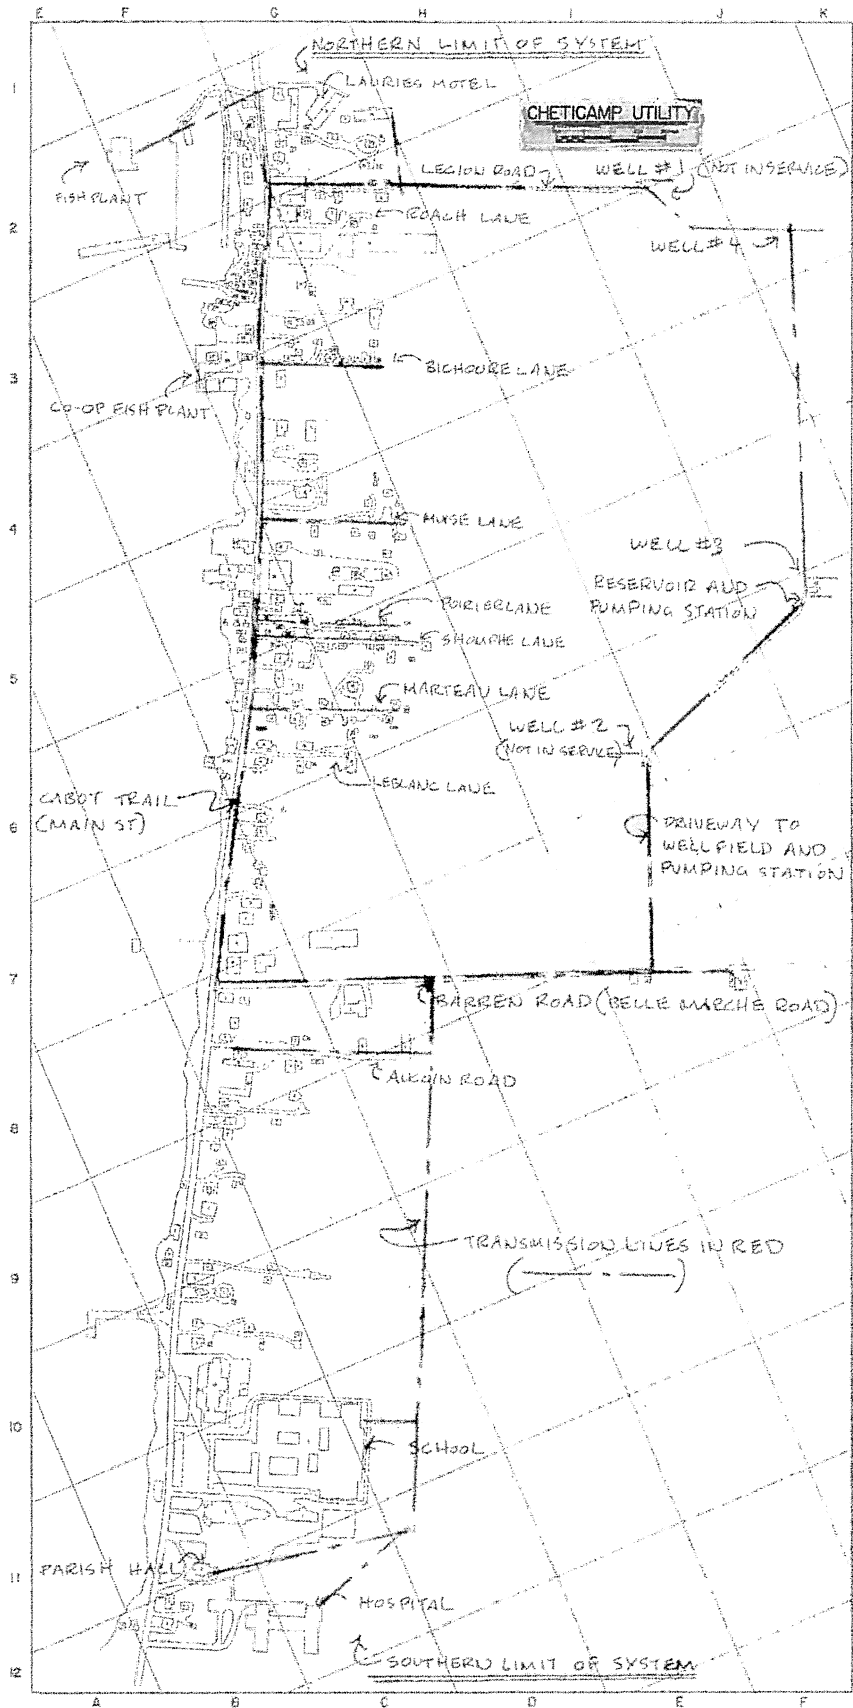 E F G H I J K
NORTHERN LIMIT OF SYSTEM
1
LAURIES MOTEL
CHETICAMP UTILITY
LEGION ROAD
WELL #1 (NOT IN SERVICE)
FISH PLANT
2
ROACH LANE
WELL #4
3
BICHOURE LANE
CO-OP FISH PLANT
4
MUISE LANE
WELL #3
RESERVOIR AND
PUMPING STATION
POIRIER LANE
SHOMPHE LANE
5
MARTEAU LANE
WELL #2
(NOT IN SERVICE)
LEBLANC LANE
CABOT TRAIL
(MAIN ST)
6
DRIVEWAY TO
WELLFIELD AND
PUMPING STATION
7
BARREN ROAD (BELLE MARCHE ROAD)
ROAD
8
TRANSMISSION LINES IN RED
9
10
SCHOOL
PARISH HALL
11
HOSPITAL
SOUTHERN LIMIT OF SYSTEM
12
A B C D E F